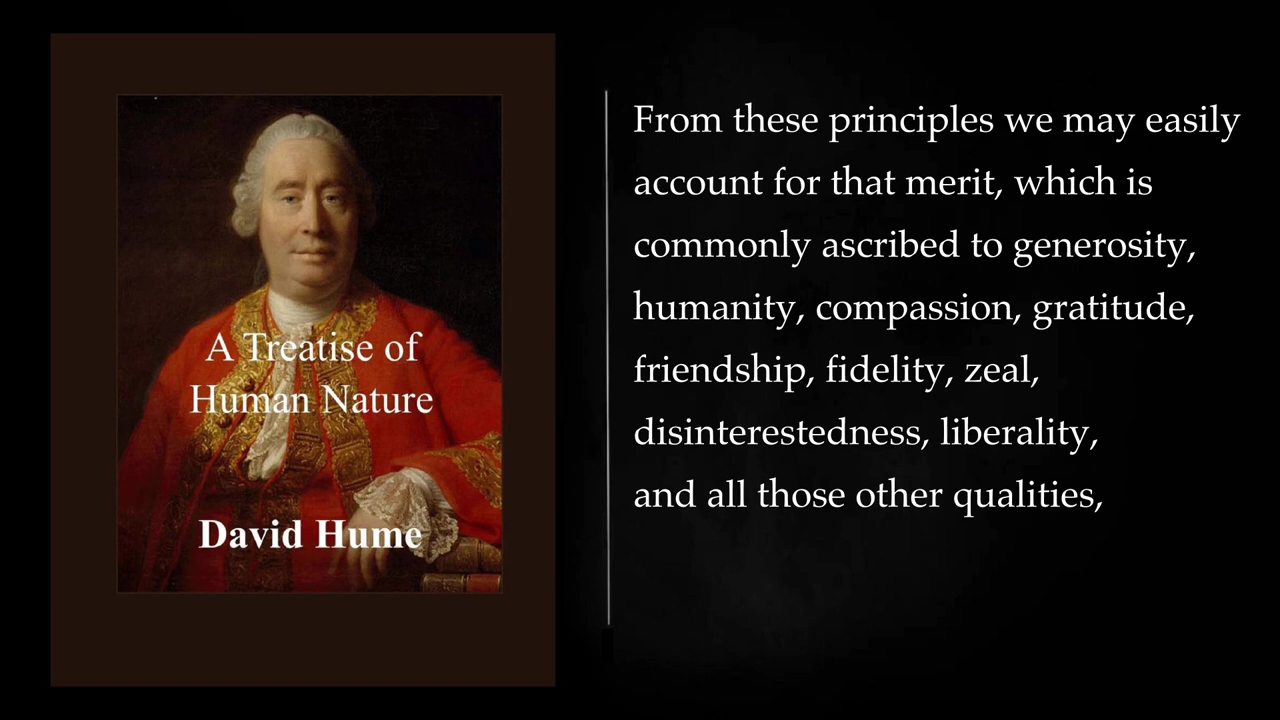 A Treatise of
Human Nature
David Hume
From these principles we may easily
account for that merit, which is
commonly ascribed to generosity,
humanity, compassion, gratitude,
friendship, fidelity, zeal,
disinterestedness, liberality,
and all those other qualities,